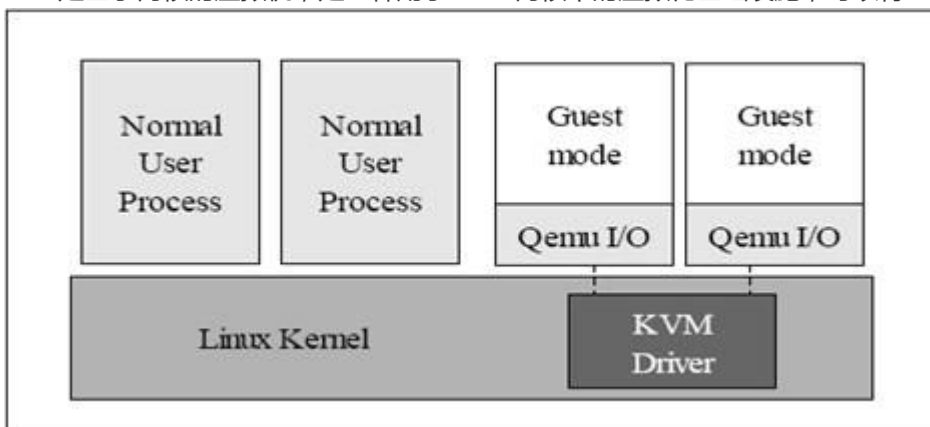 Normal
User
Process
Normal
User
Process
Guest
mode
Guest
mode
Qemu I/O
Qemu I/O
Linux Kernel
KVM
Driver